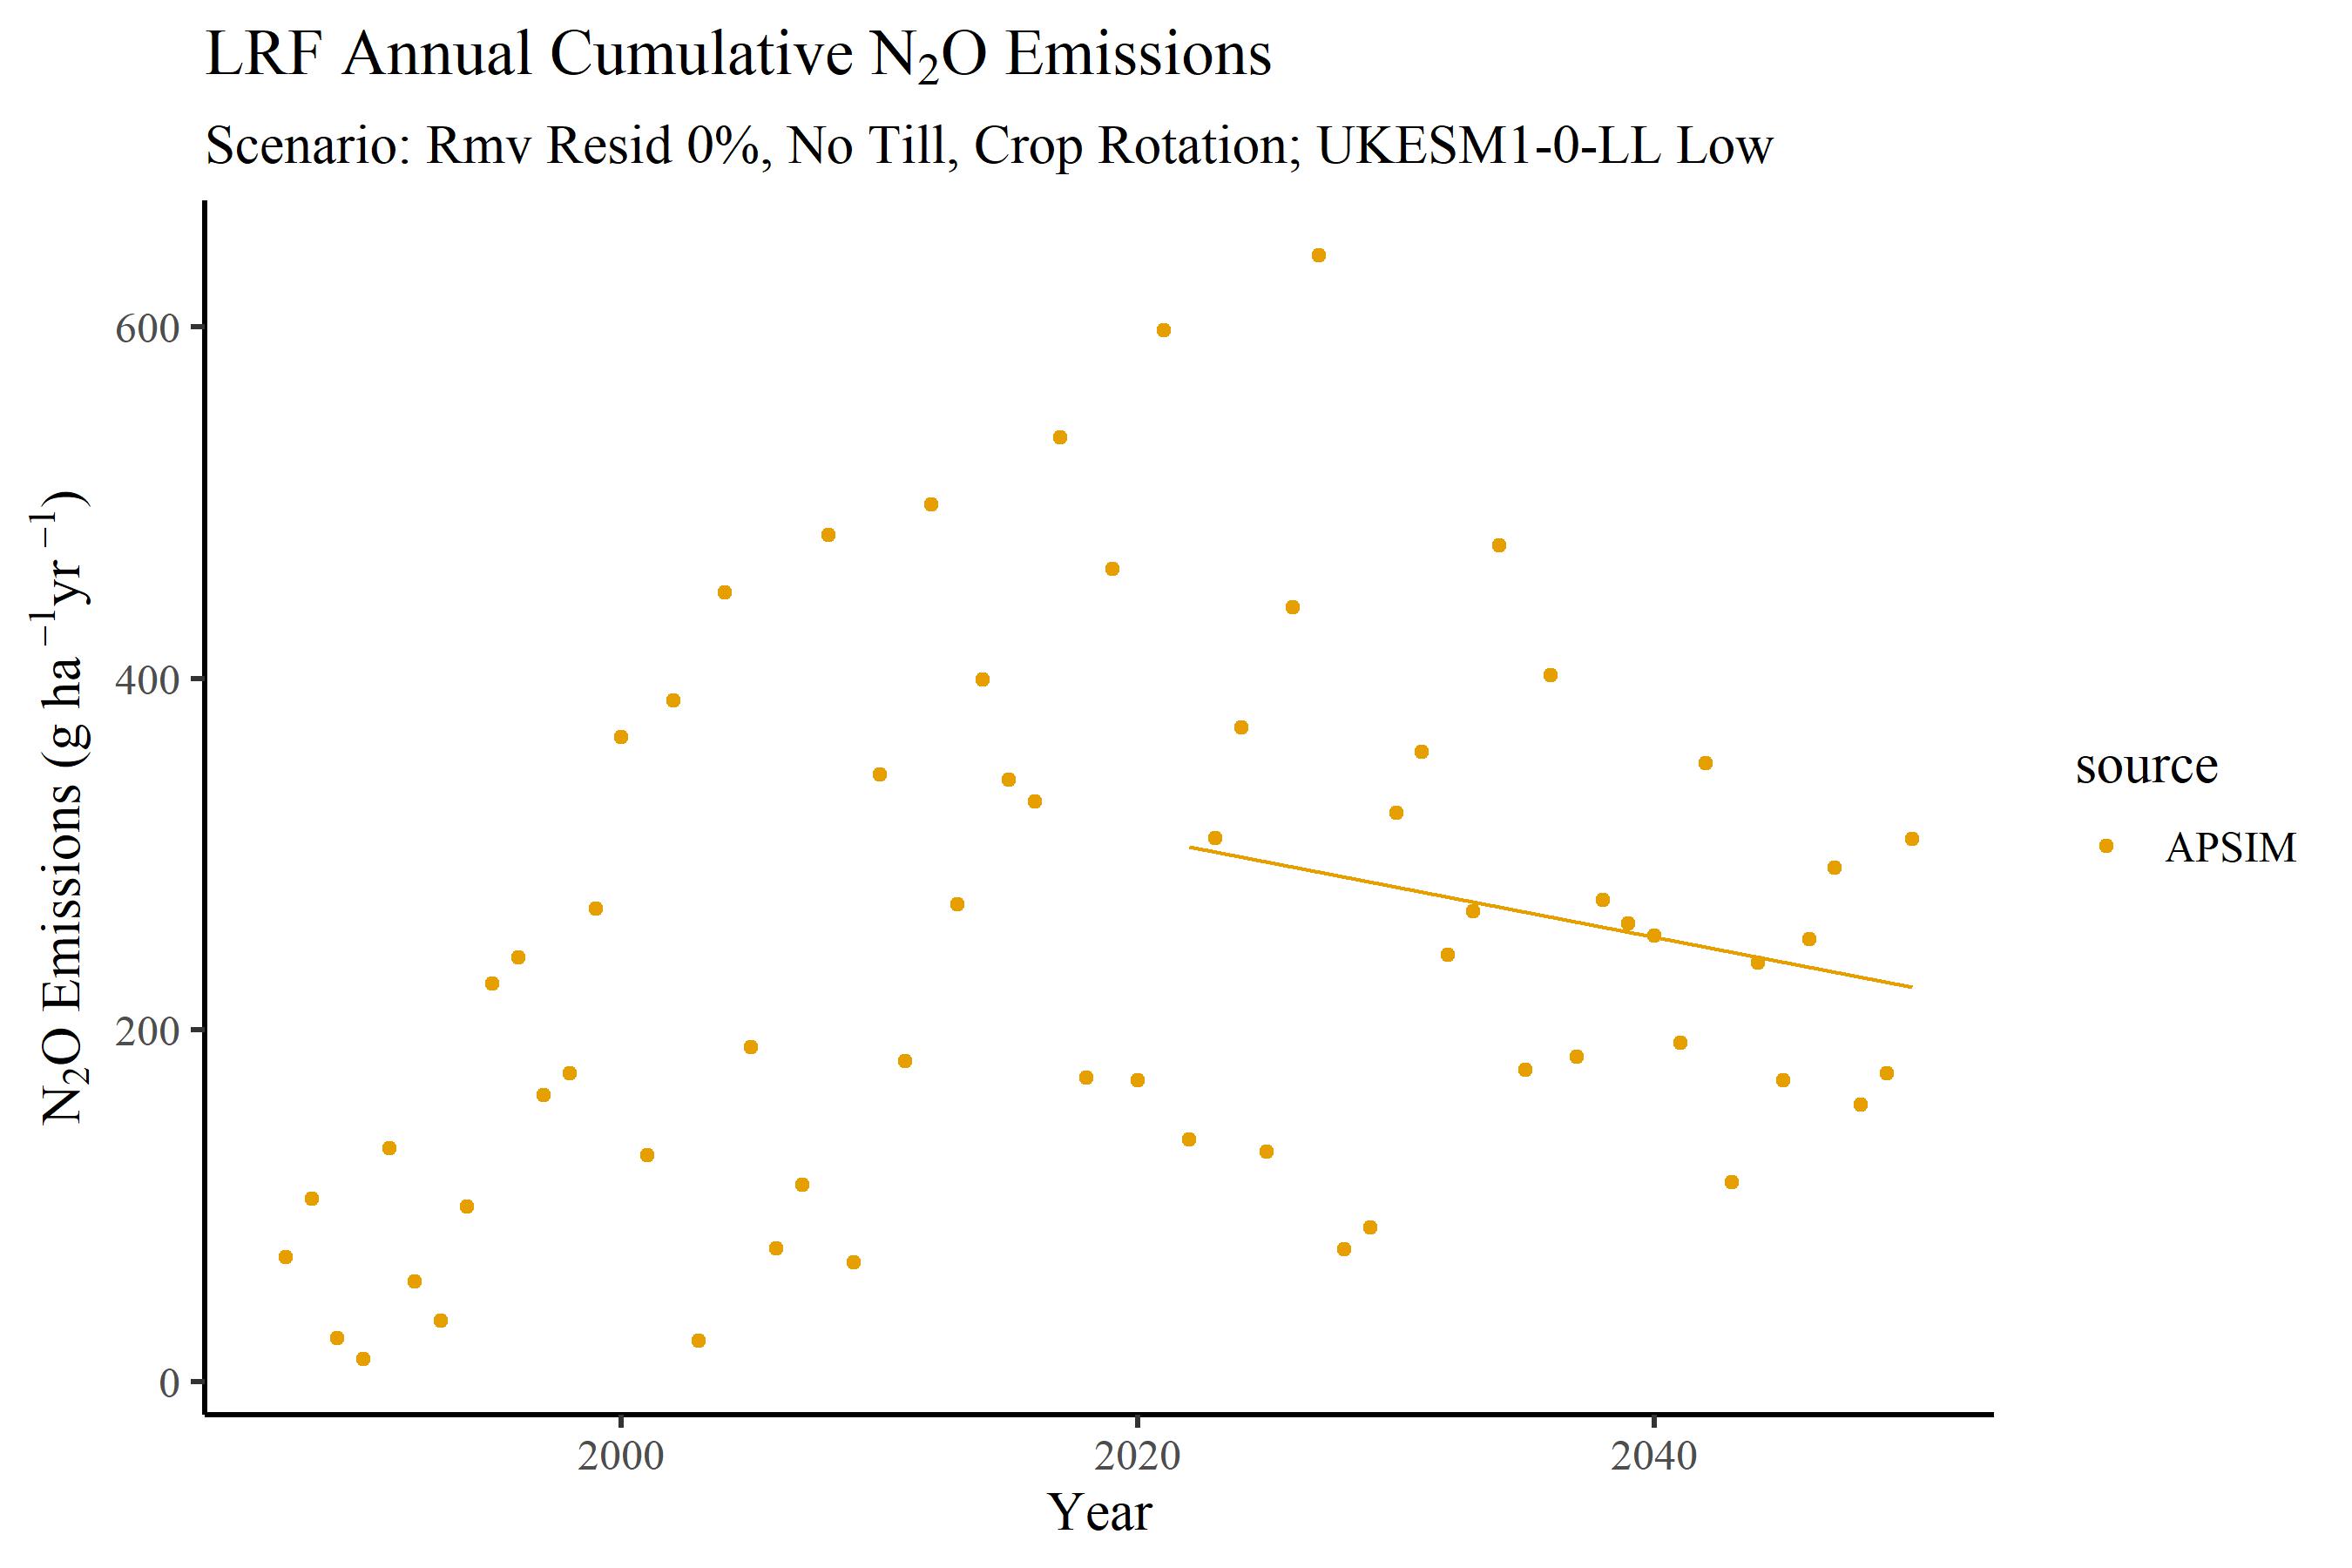 LRF Annual Cumulative N₂O Emissions
Scenario: Rmv Resid 0%, No Till, Crop Rotation; UKESM1-0-LL Low
N₂O Emissions (g ha⁻¹yr⁻¹)
600
400
200
0
2000 2020 2040
Year
source
APSIM